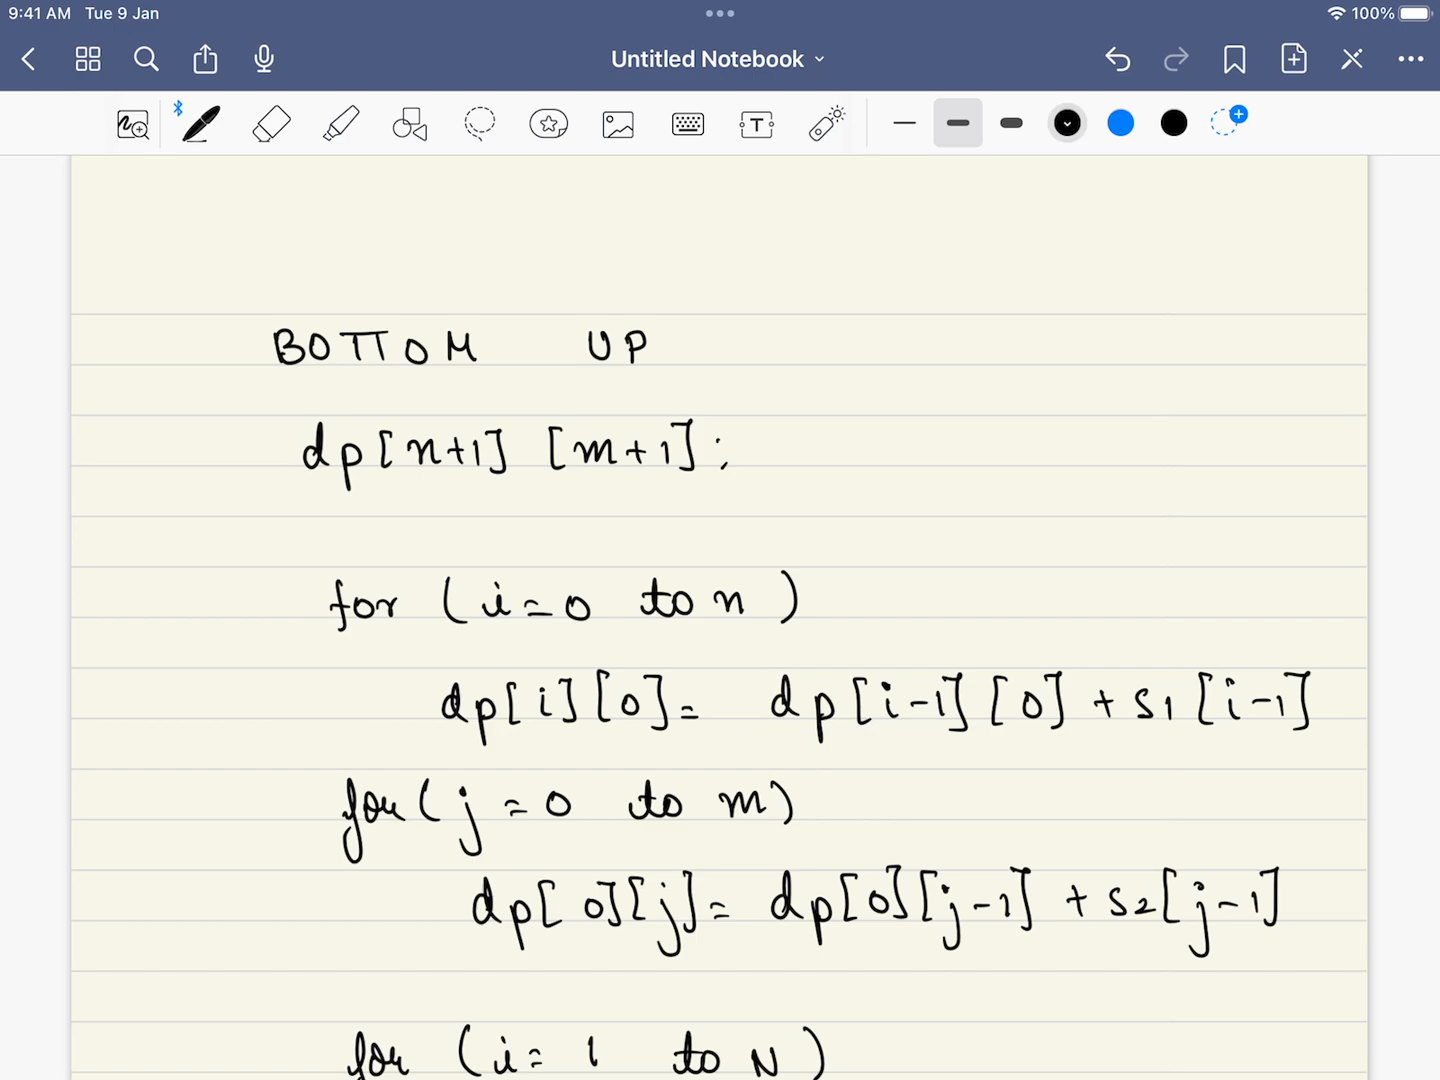 9:41 AM Tue 9 Jan
100%
Untitled Notebook
T
BOTTOM UP
dp[n+1] [m+1];
for (i=0 to n)
dp[i][0]= dp[i-1][0] + s1[i-1]
for(j=0 to m)
dp[0][j]= dp[0][j-1] + s2[j-1]
for (i= 1 to N)